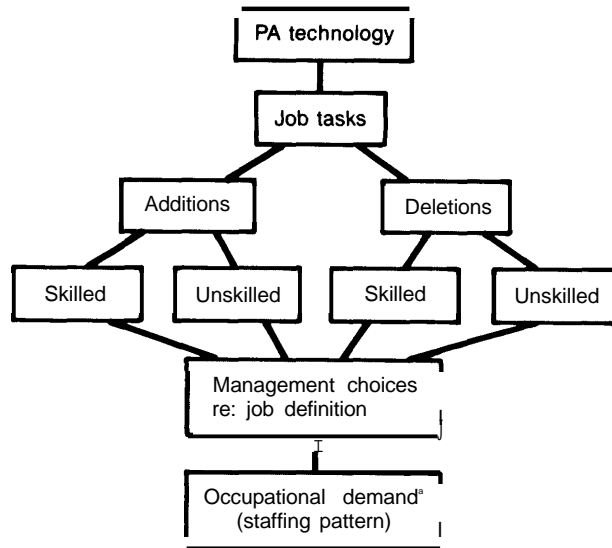 PA technology
Job tasks
Additions
Deletions
Skilled
Unskilled
Skilled
Unskilled
Management choices
re: job definition
Occupational demandª
(staffing pattern)